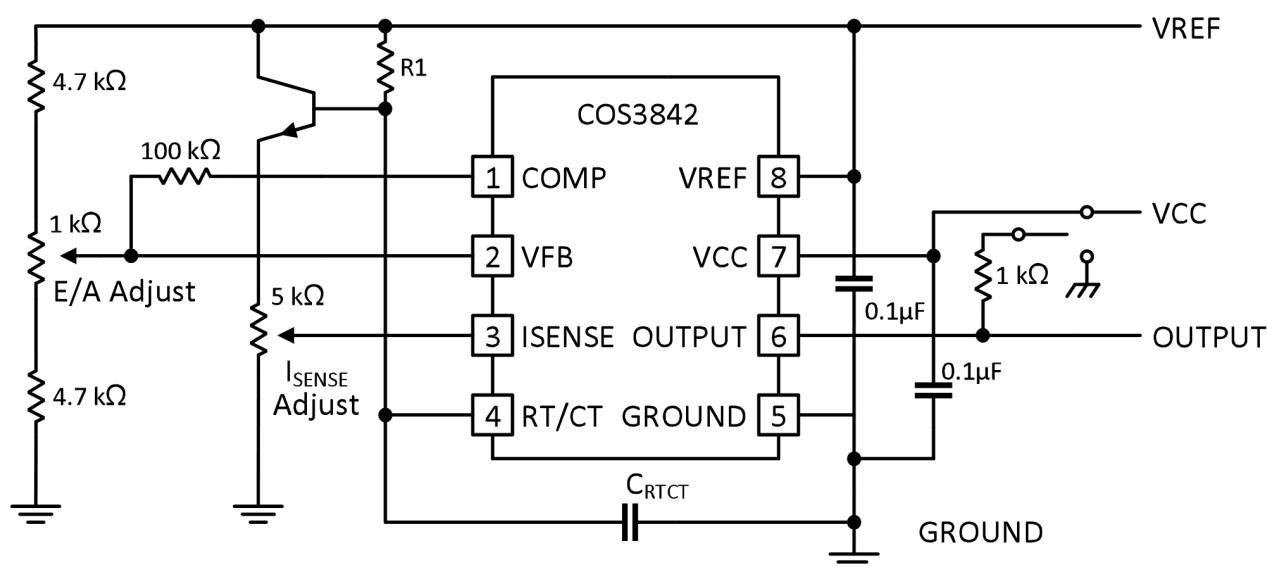 VREF
4.7 kΩ
R1
COS3842
100 kΩ
1 COMP
VREF 8
1 kΩ
VCC
2 VFB
VCC 7
E/A Adjust
1 kΩ
5 kΩ
0.1µF
3 ISENSE
OUTPUT 6
OUTPUT
ISENSE
Adjust
0.1µF
4.7 kΩ
4 RT/CT
GROUND 5
CRTCT
GROUND